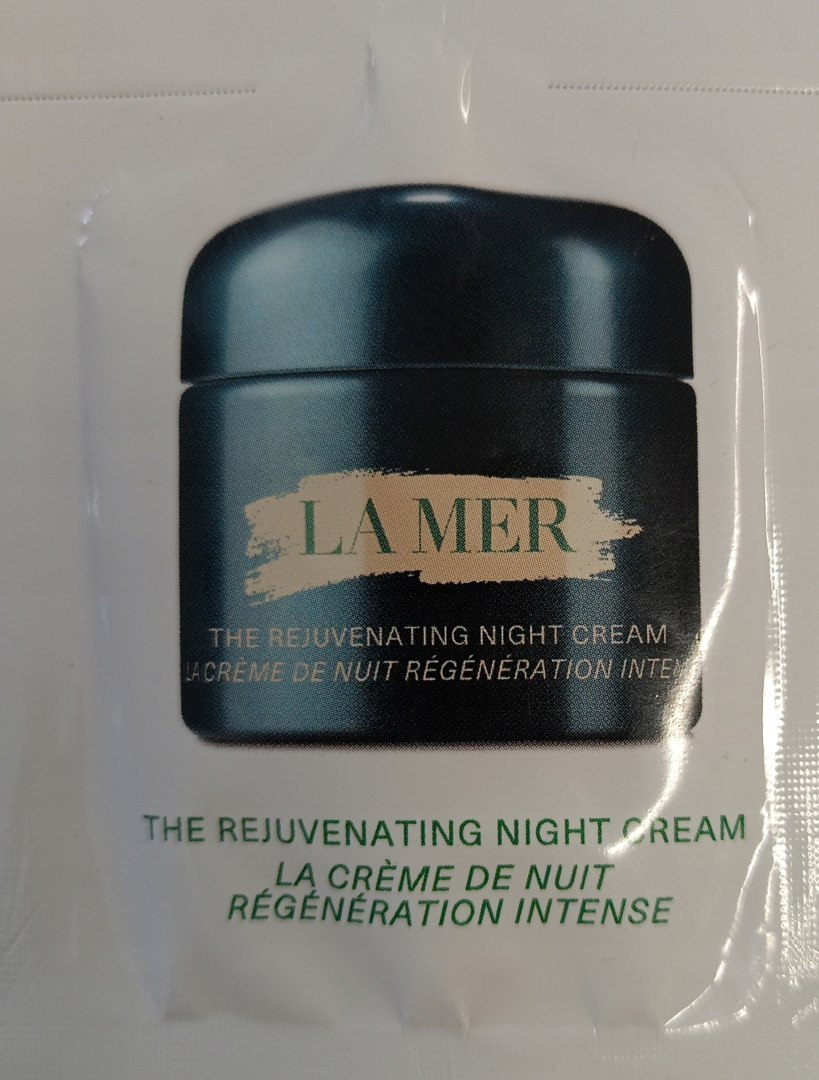 LA MER
THE REJUVENATING NIGHT CREAM
LA CRÈME DE NUIT RÉGÉNÉRATION INTEN
THE REJUVENATING NIGHT CREAM
LA CRÈME DE NUIT
RÉGÉNÉRATION INTENSE